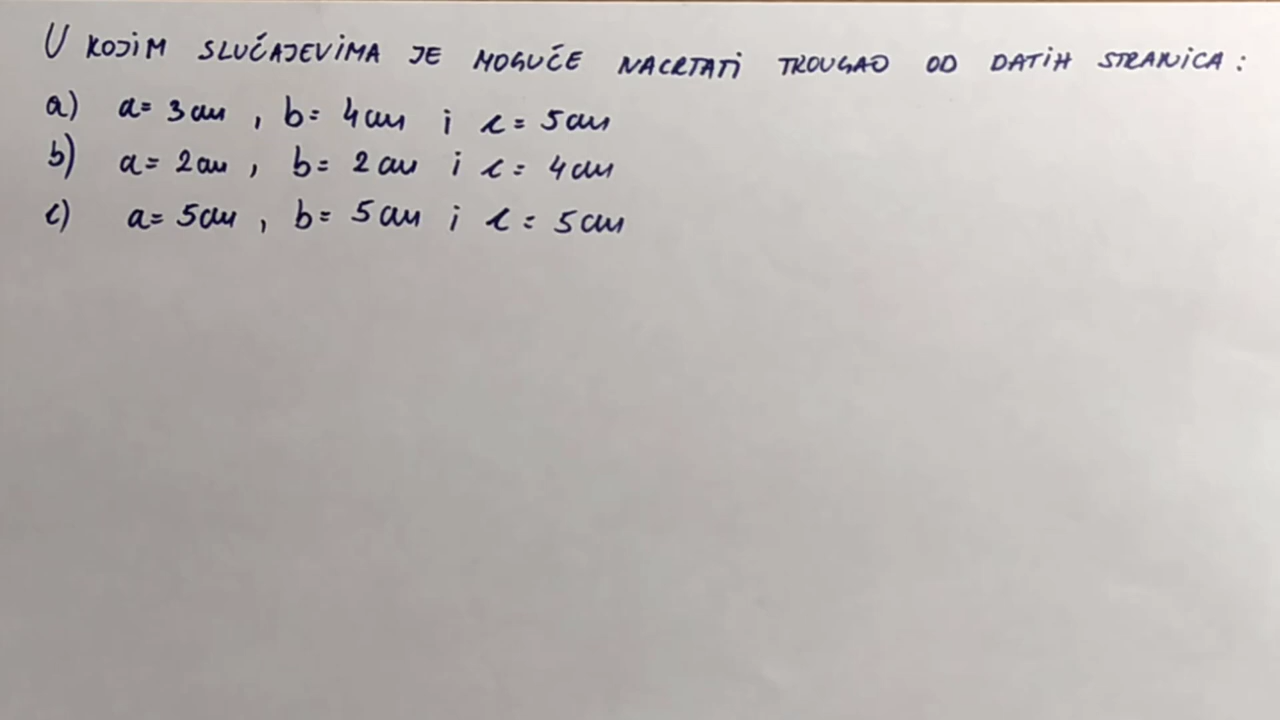 U KOJIM SLUČAJEVIMA JE MOGUĆE NACRTATI TROUGAO OD DATIH STRANICA:
a) a= 3cm, b= 4cm i c= 5cm
b) a= 2cm, b= 2cm i c= 4cm
c) a= 5cm, b= 5cm i c= 5cm